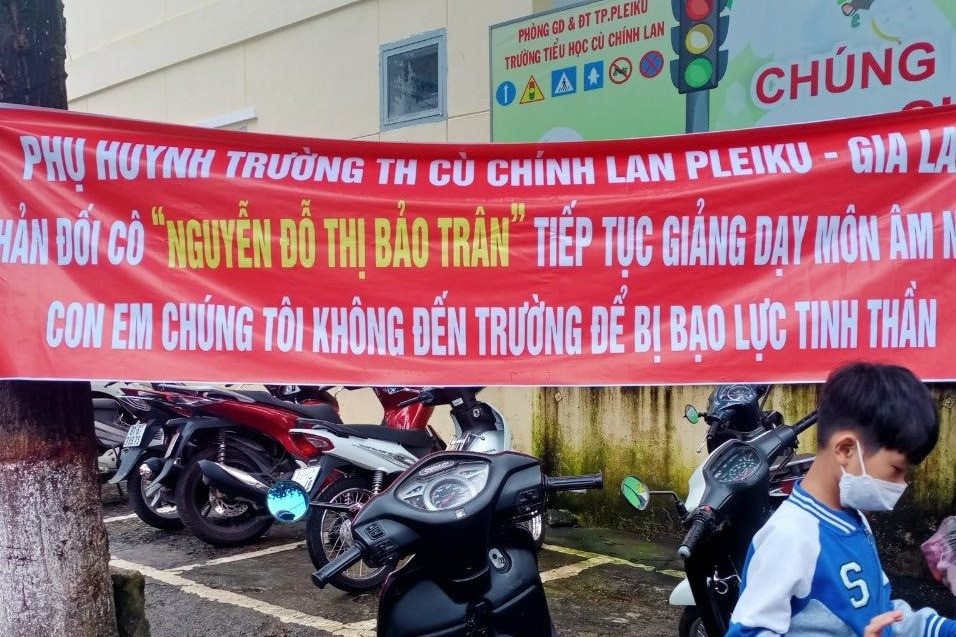 PHÒNG GD & ĐT TP.PLEIKU
TRƯỜNG TIỂU HỌC CÙ CHÍNH LAN
CHÚNG
PHỤ HUYNH TRƯỜNG TH CÙ CHÍNH LAN PLEIKU - GIA LA
HẢN ĐỐI CÔ "NGUYỄN ĐỖ THỊ BẢO TRÂN" TIẾP TỤC GIẢNG DẠY MÔN ÂM N
CON EM CHÚNG TÔI KHÔNG ĐẾN TRƯỜNG ĐỂ BỊ BẠO LỰC TINH THẦN
S